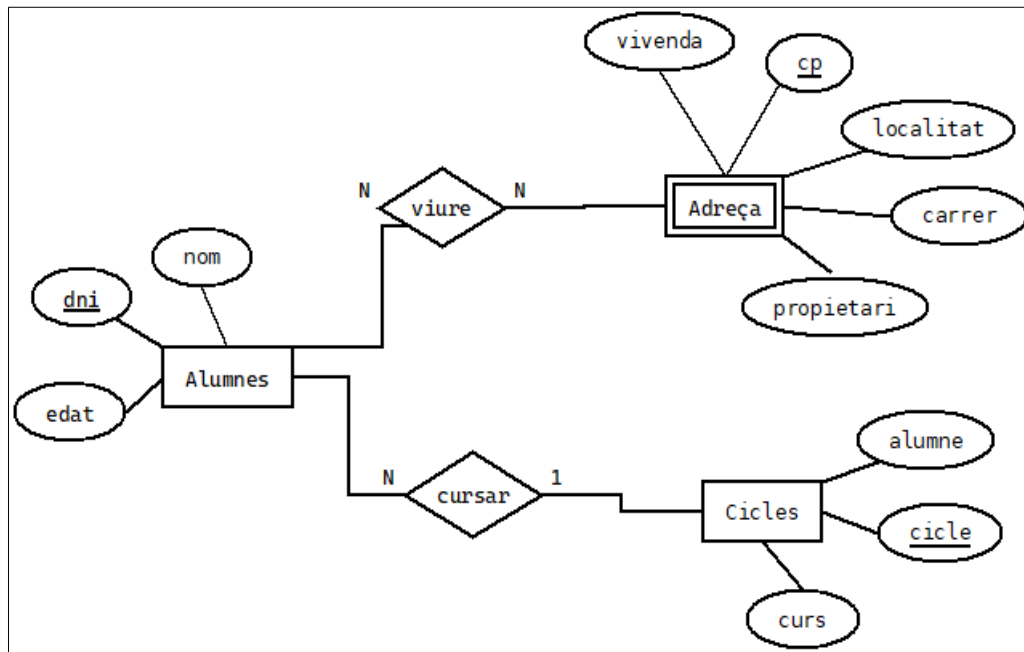 vivenda
cp
localitat
N
viure
N
Adreça
carrer
nom
dni
propietari
Alumnes
edat
alumne
N
cursar
1
Cicles
cicle
curs